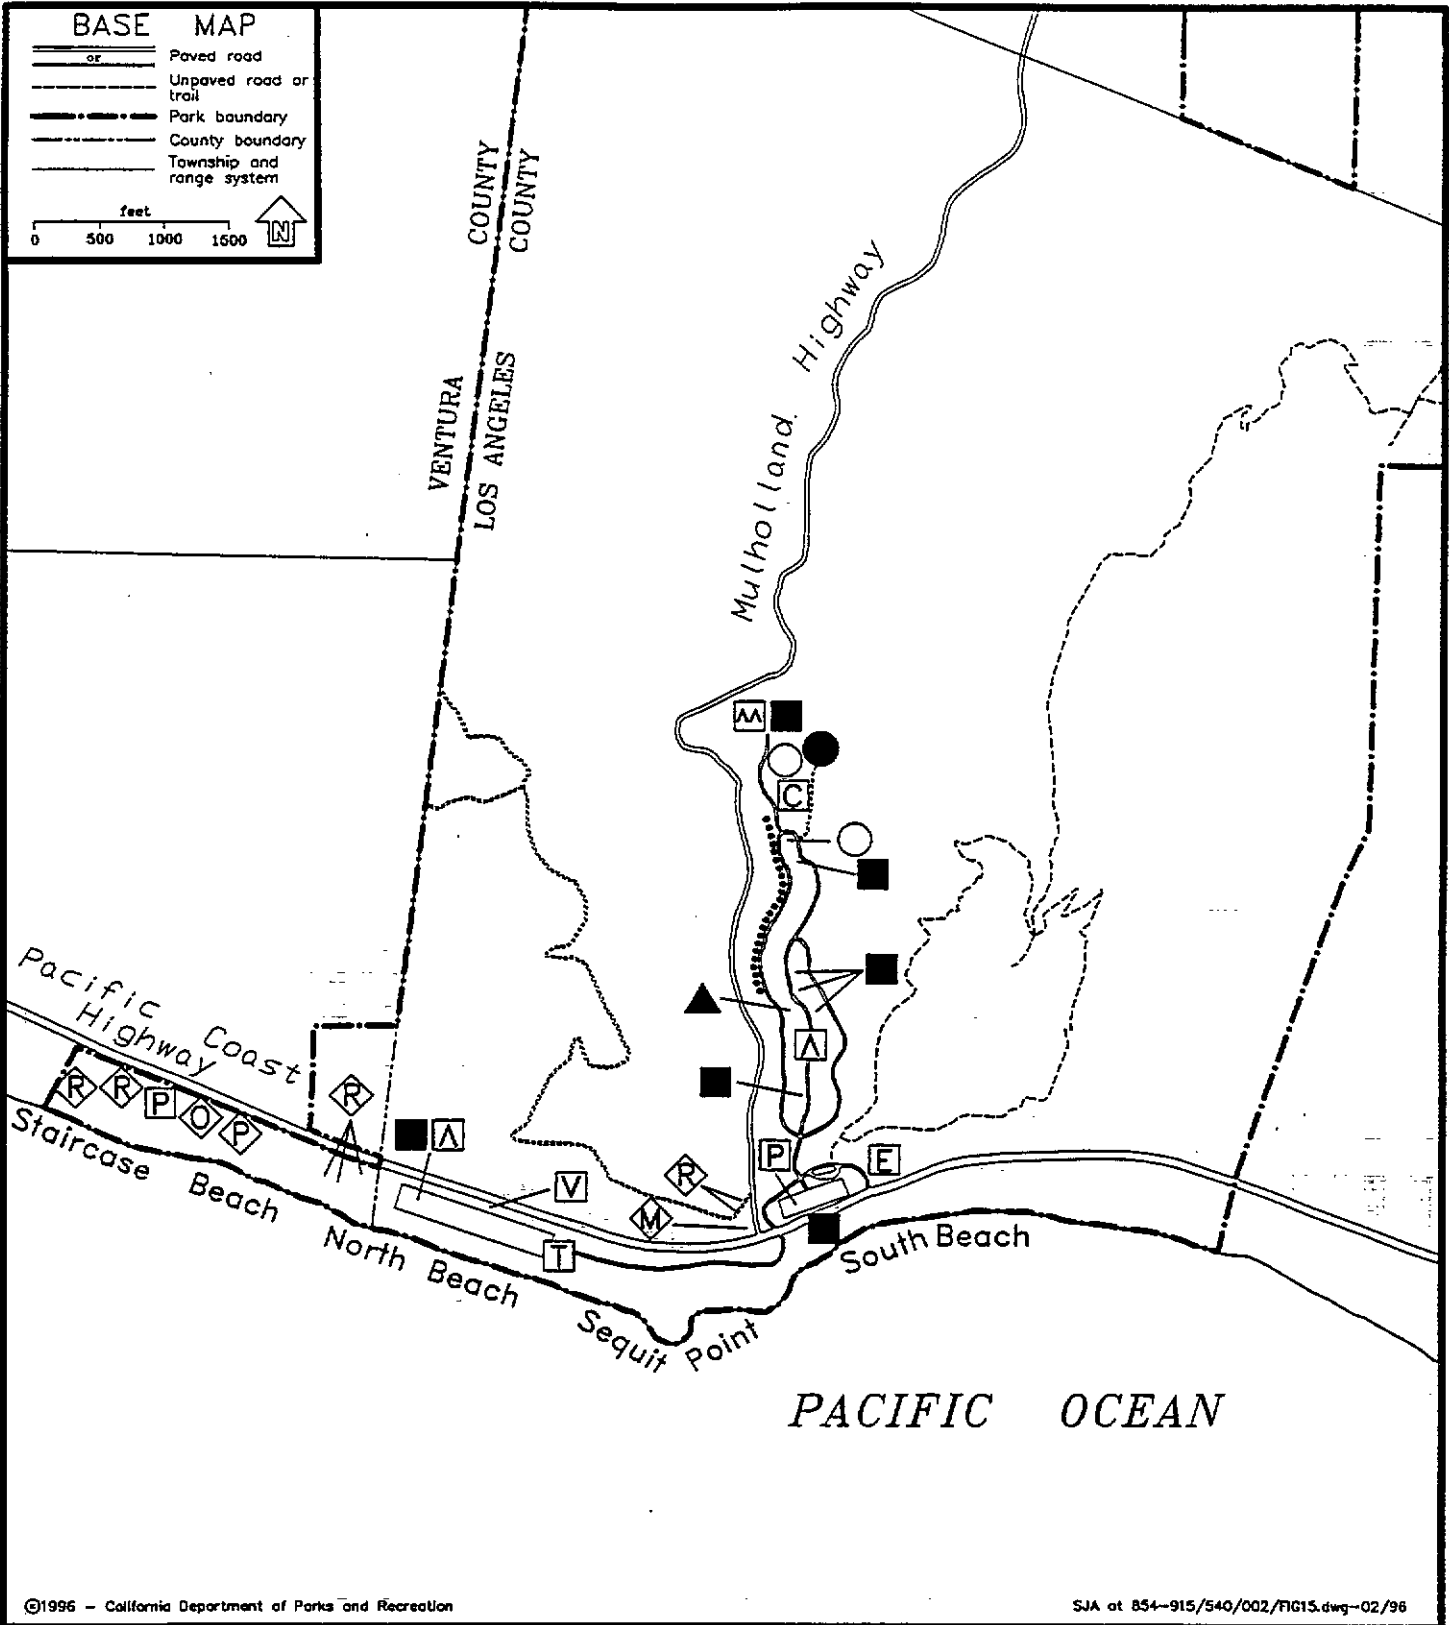 BASE MAP
or
Paved road
Unpaved road or
trail
Park boundary
County boundary
Township and
range system
feet
0 500 1000 1500
N
COUNTY
COUNTY
VENTURA
LOS ANGELES
Mulholland Highway
C
Pacific Coast
Highway
R R P O P
R
Λ
V
T
R
M
P
E
Λ
ΛΛ
Staircase Beach
North Beach
Sequit Point
South Beach
PACIFIC OCEAN
©1996 - California Department of Parks and Recreation
SJA at 854-915/540/002/FIG15.dwg-02/96